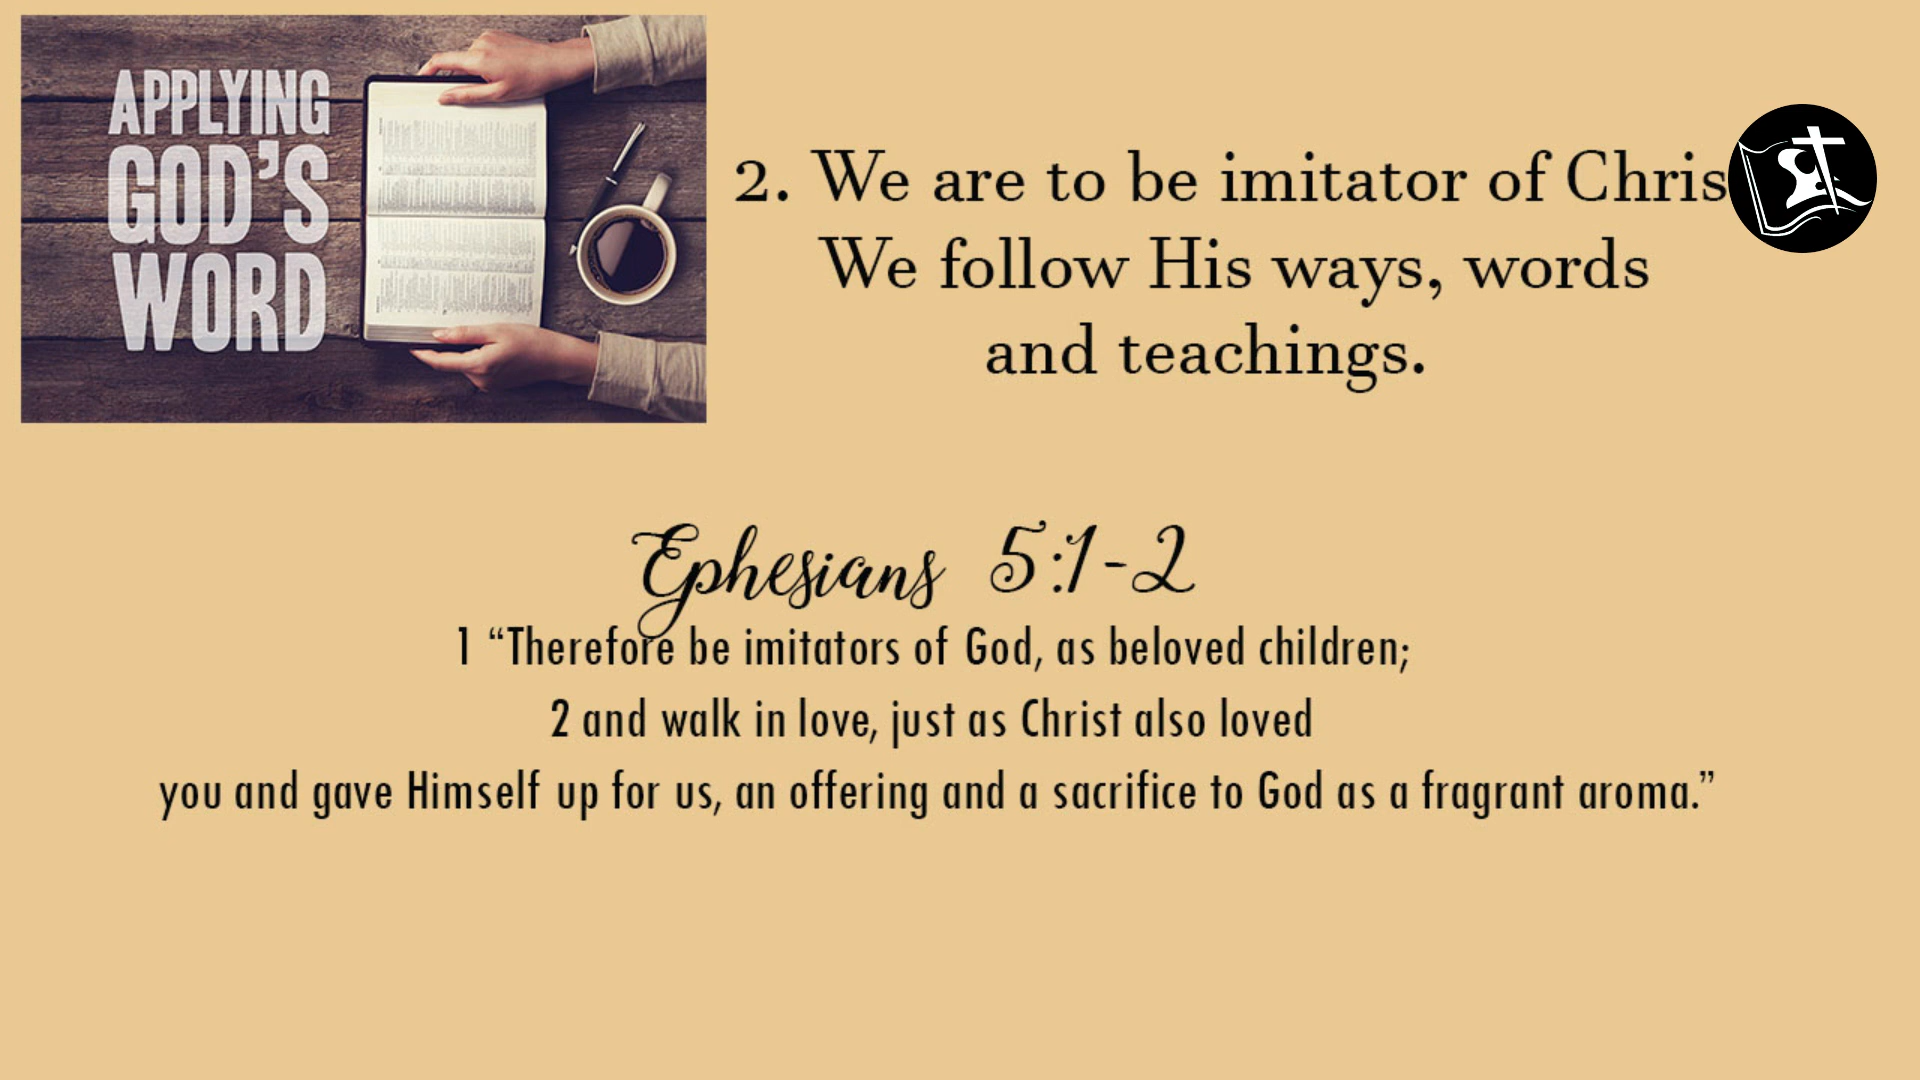 APPLYING
GOD'S
WORD
2. We are to be imitator of Chris
We follow His ways, words
and teachings.
Ephesians 5:1-2
1 “Therefore be imitators of God, as beloved children;
2 and walk in love, just as Christ also loved
you and gave Himself up for us, an offering and a sacrifice to God as a fragrant aroma.”